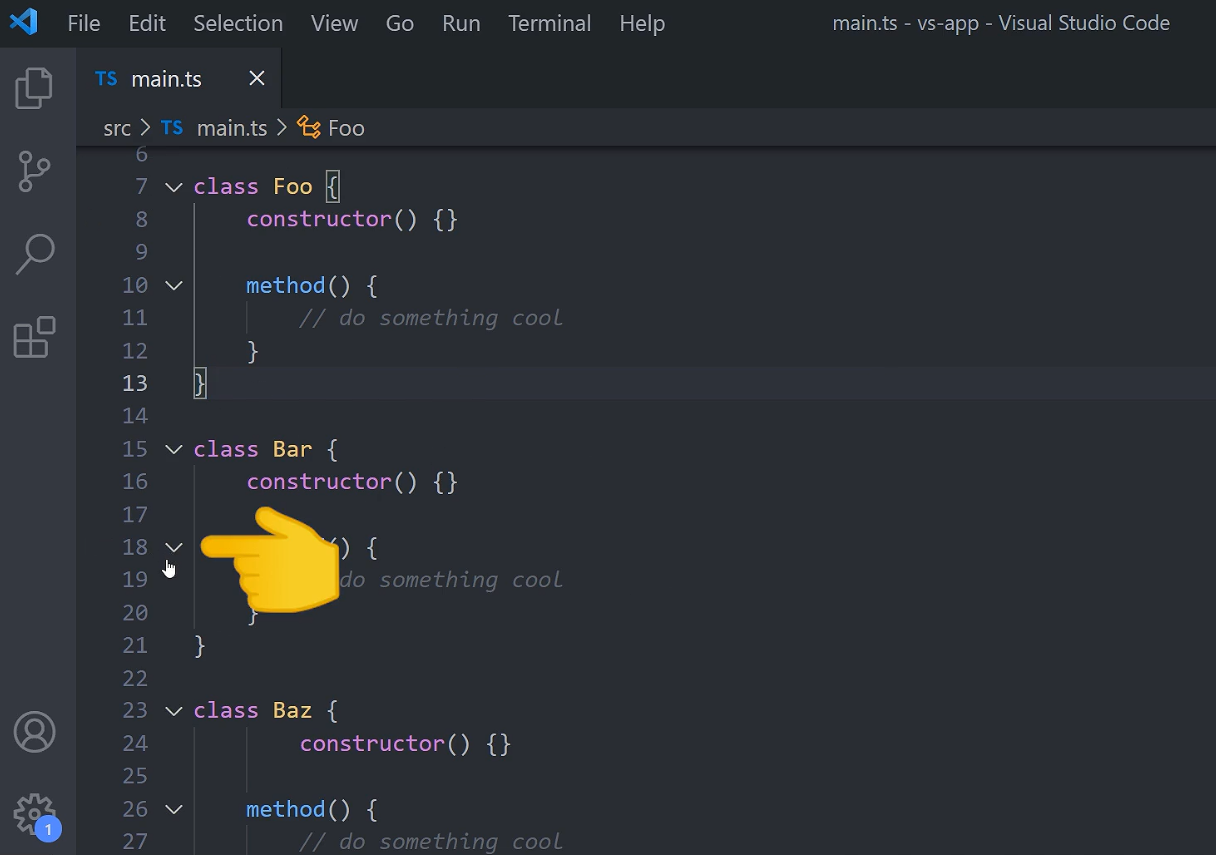 File Edit Selection View Go Run Terminal Help main.ts - vs-app - Visual Studio Code
TS main.ts
src > TS main.ts > Foo
6
7 class Foo {
8 constructor() {}
9
10 method() {
11 // do something cool
12 }
13 }
14
15 class Bar {
16 constructor() {}
17
18 () {
19 do something cool
20 }
21 }
22
23 class Baz {
24 constructor() {}
25
26 method() {
27 // do something cool
1